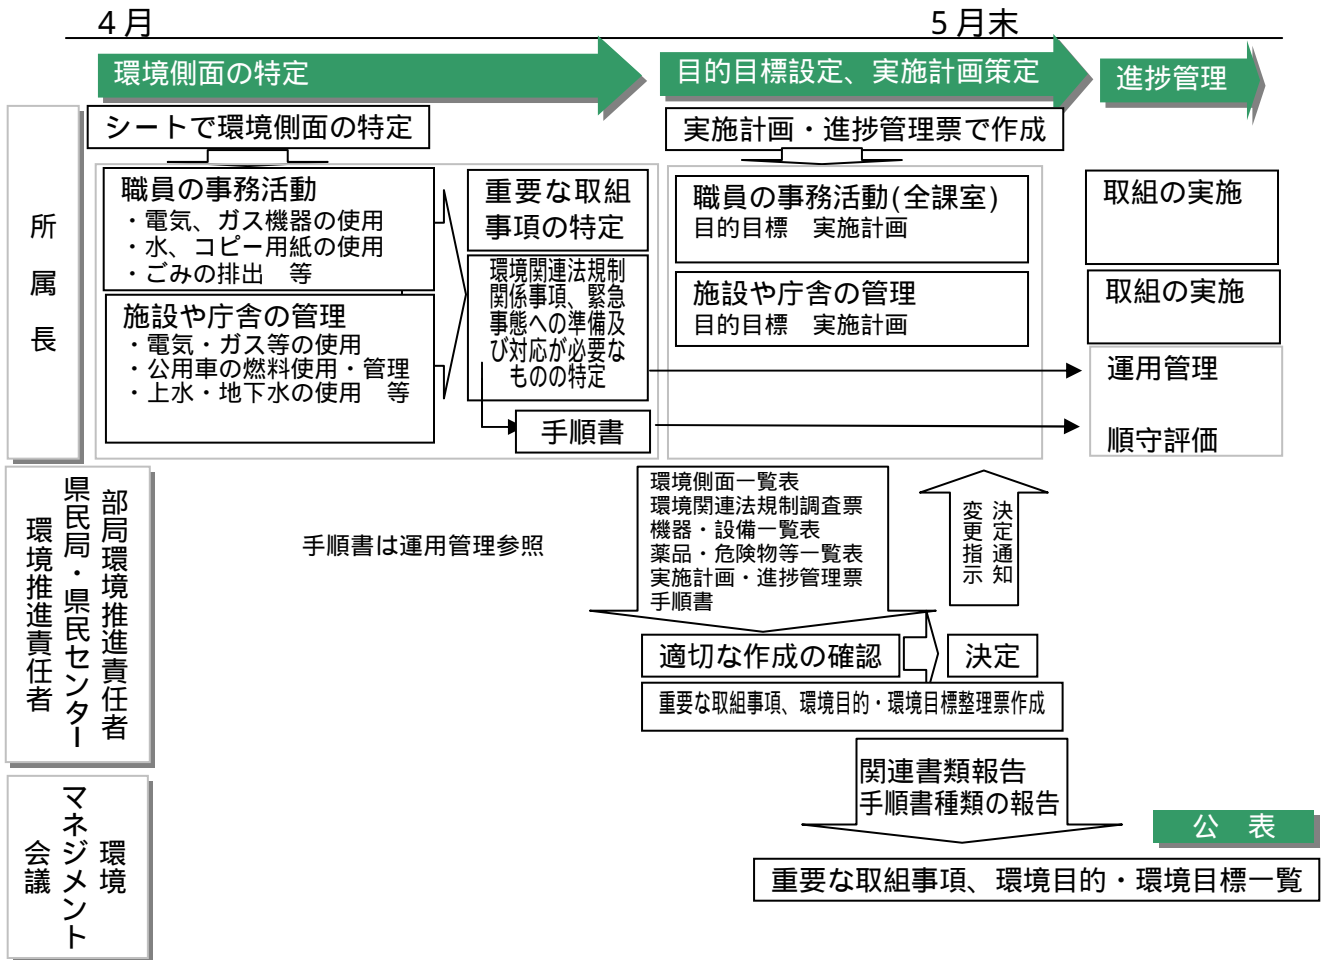 4月
5月末
環境側面の特定
目的目標設定、実施計画策定
進捗管理
所属長
シートで環境側面の特定
実施計画・進捗管理票で作成
職員の事務活動
・電気、ガス機器の使用
・水、コピー用紙の使用
・ごみの排出　等
施設や庁舎の管理
・電気・ガス等の使用
・公用車の燃料使用・管理
・上水・地下水の使用　等
重要な取組
事項の特定
環境関連法規制
関係事項、緊急
事態への準備及
び対応が必要な
ものの特定
手順書
職員の事務活動(全課室)
目的目標　実施計画
施設や庁舎の管理
目的目標　実施計画
取組の実施
取組の実施
運用管理
順守評価
部局環境推進責任者
県民局・県民センター
環境推進責任者
手順書は運用管理参照
環境側面一覧表
環境関連法規制調査票
機器・設備一覧表
薬品・危険物等一覧表
実施計画・進捗管理票
手順書
決定通知
変更指示
適切な作成の確認
決定
重要な取組事項、環境目的・環境目標整理票作成
環境
マネジメント
会議
関連書類報告
手順書種類の報告
公　表
重要な取組事項、環境目的・環境目標一覧